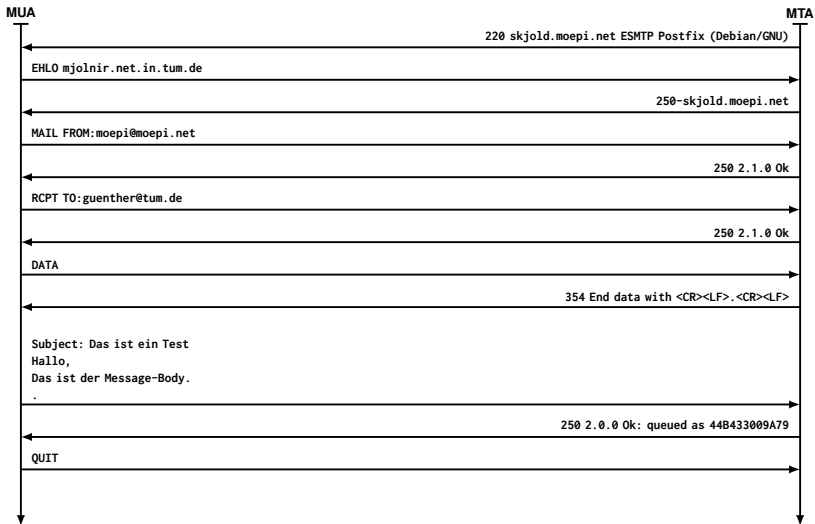 MUA
MTA
220 skjold.moepi.net ESMTP Postfix (Debian/GNU)
EHLO mjolnir.net.in.tum.de
250-skjold.moepi.net
MAIL FROM:moepi@moepi.net
250 2.1.0 Ok
RCPT TO:guenther@tum.de
250 2.1.0 Ok
DATA
354 End data with <CR><LF>.<CR><LF>
Subject: Das ist ein Test
Hallo,
Das ist der Message-Body.
.
250 2.0.0 Ok: queued as 44B433009A79
QUIT